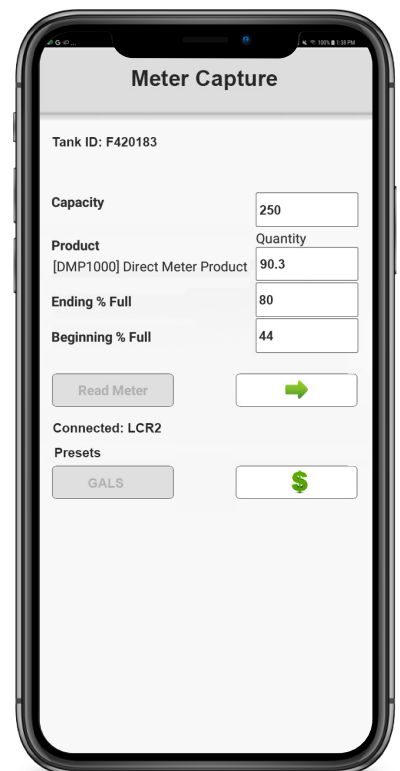 100% 1:38 PM
Meter Capture
Tank ID: F420183
Capacity
250
Product
Quantity
[DMP1000] Direct Meter Product
90.3
Ending % Full
80
Beginning % Full
44
Read Meter
Connected: LCR2
Presets
GALS
$